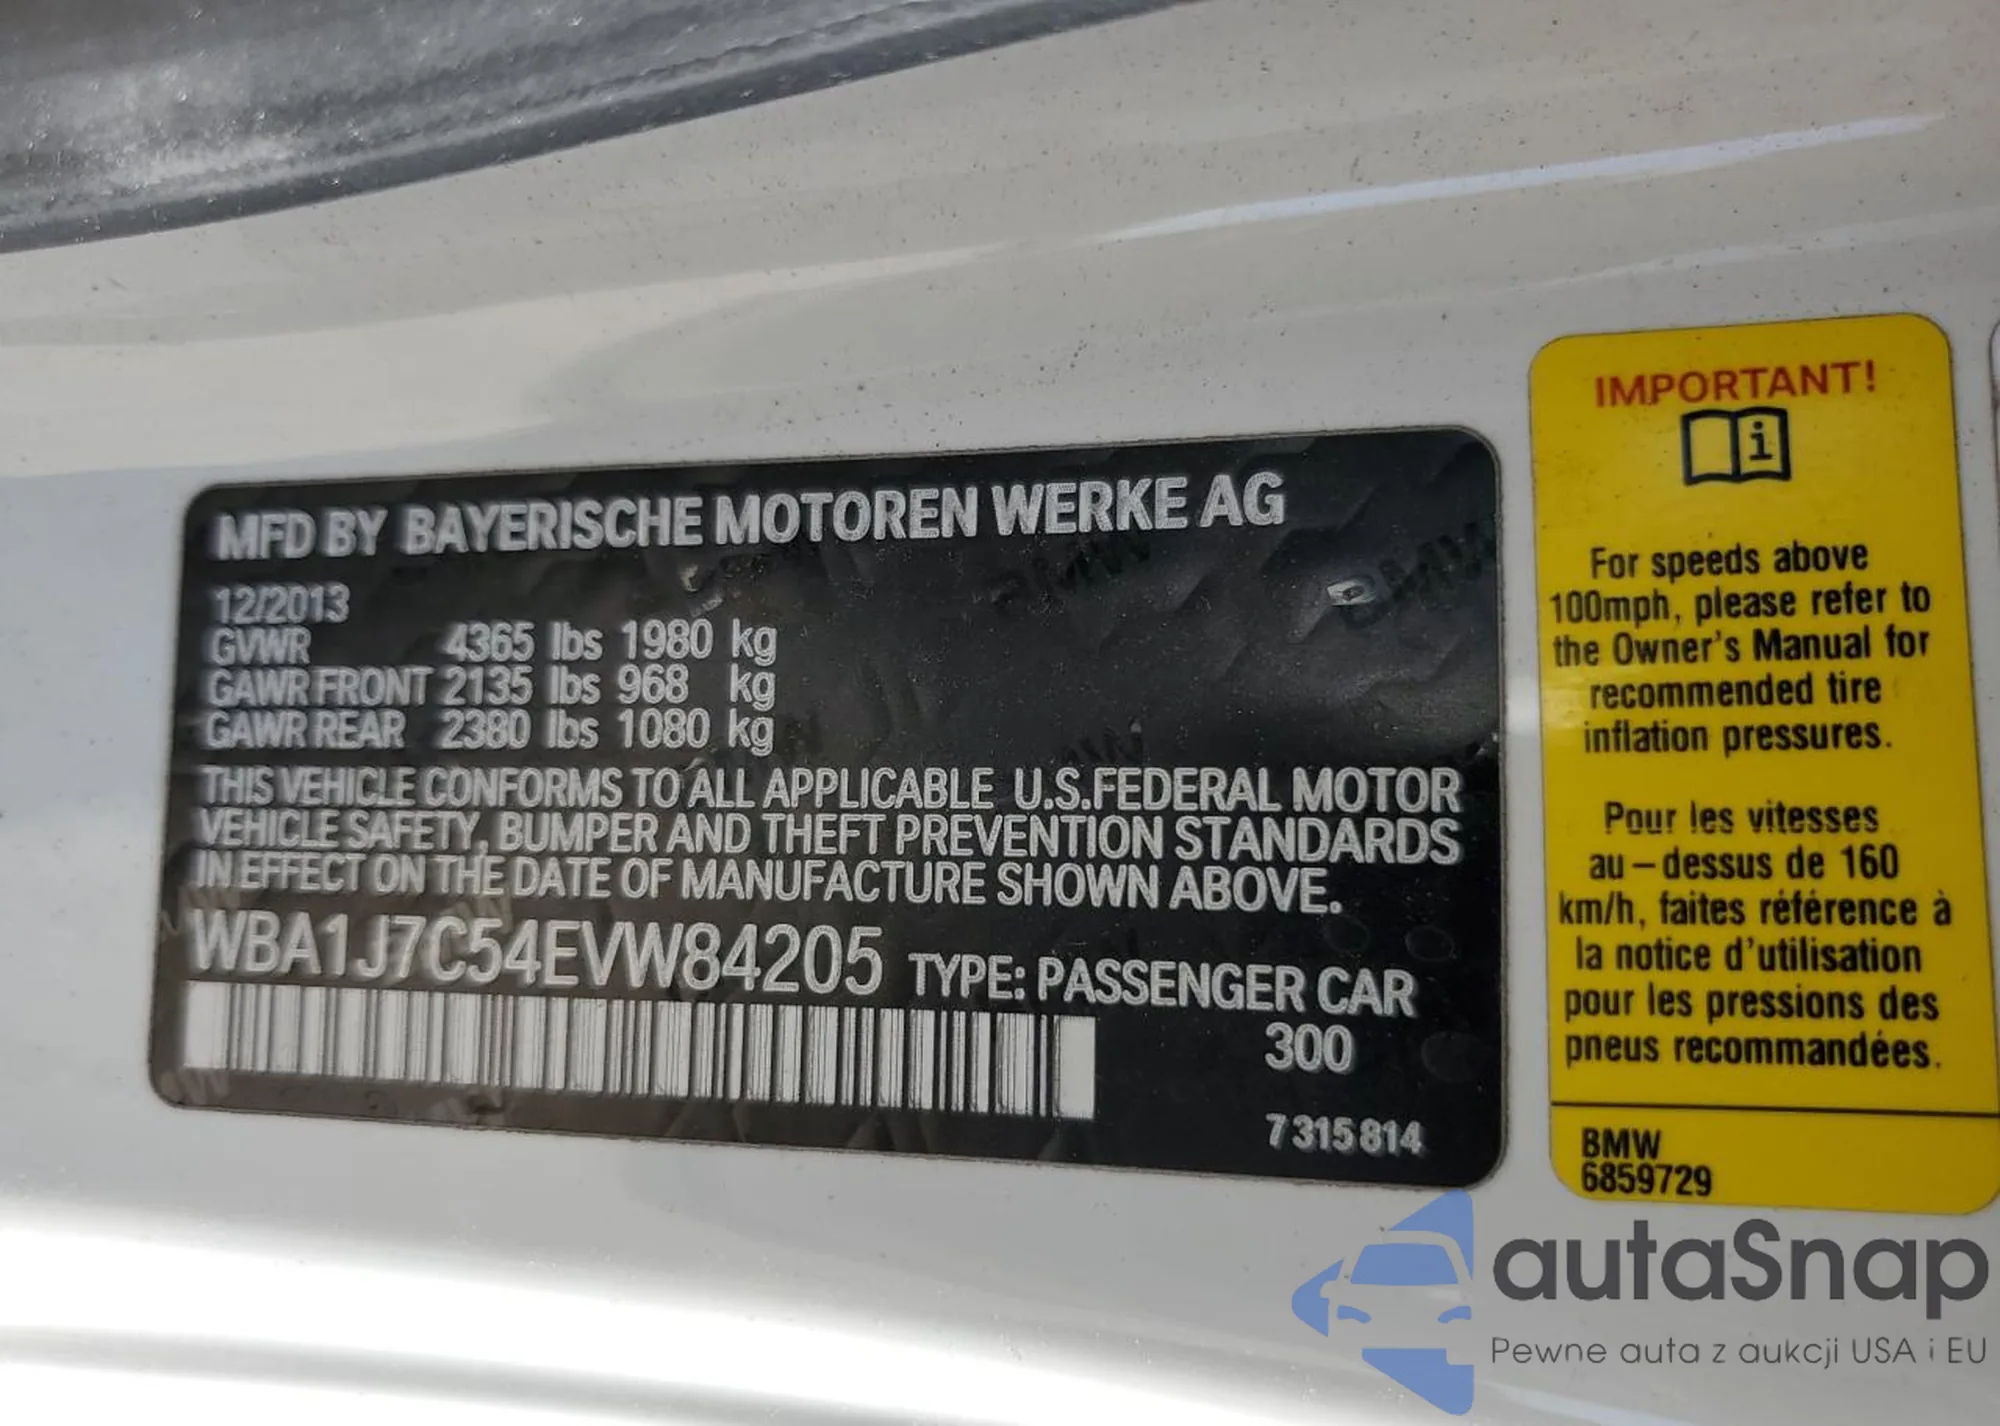 MFD BY BAYERISCHE MOTOREN WERKE AG
12/2013
GVWR 4365 lbs 1980 kg
GAWR FRONT 2135 lbs 968 kg
GAWR REAR 2380 lbs 1080 kg
THIS VEHICLE CONFORMS TO ALL APPLICABLE U.S.FEDERAL MOTOR
VEHICLE SAFETY, BUMPER AND THEFT PREVENTION STANDARDS
IN EFFECT ON THE DATE OF MANUFACTURE SHOWN ABOVE.
WBA1J7C54EVW84205 TYPE: PASSENGER CAR
300
7315814
IMPORTANT!
i
For speeds above
100mph, please refer to
the Owner's Manual for
recommended tire
inflation pressures.
Pour les vitesses
au-dessus de 160
km/h, faites référence à
la notice d'utilisation
pour les pressions des
pneus recommandées.
BMW
6859729
autaSnap
Pewne auta z aukcji USA i EU